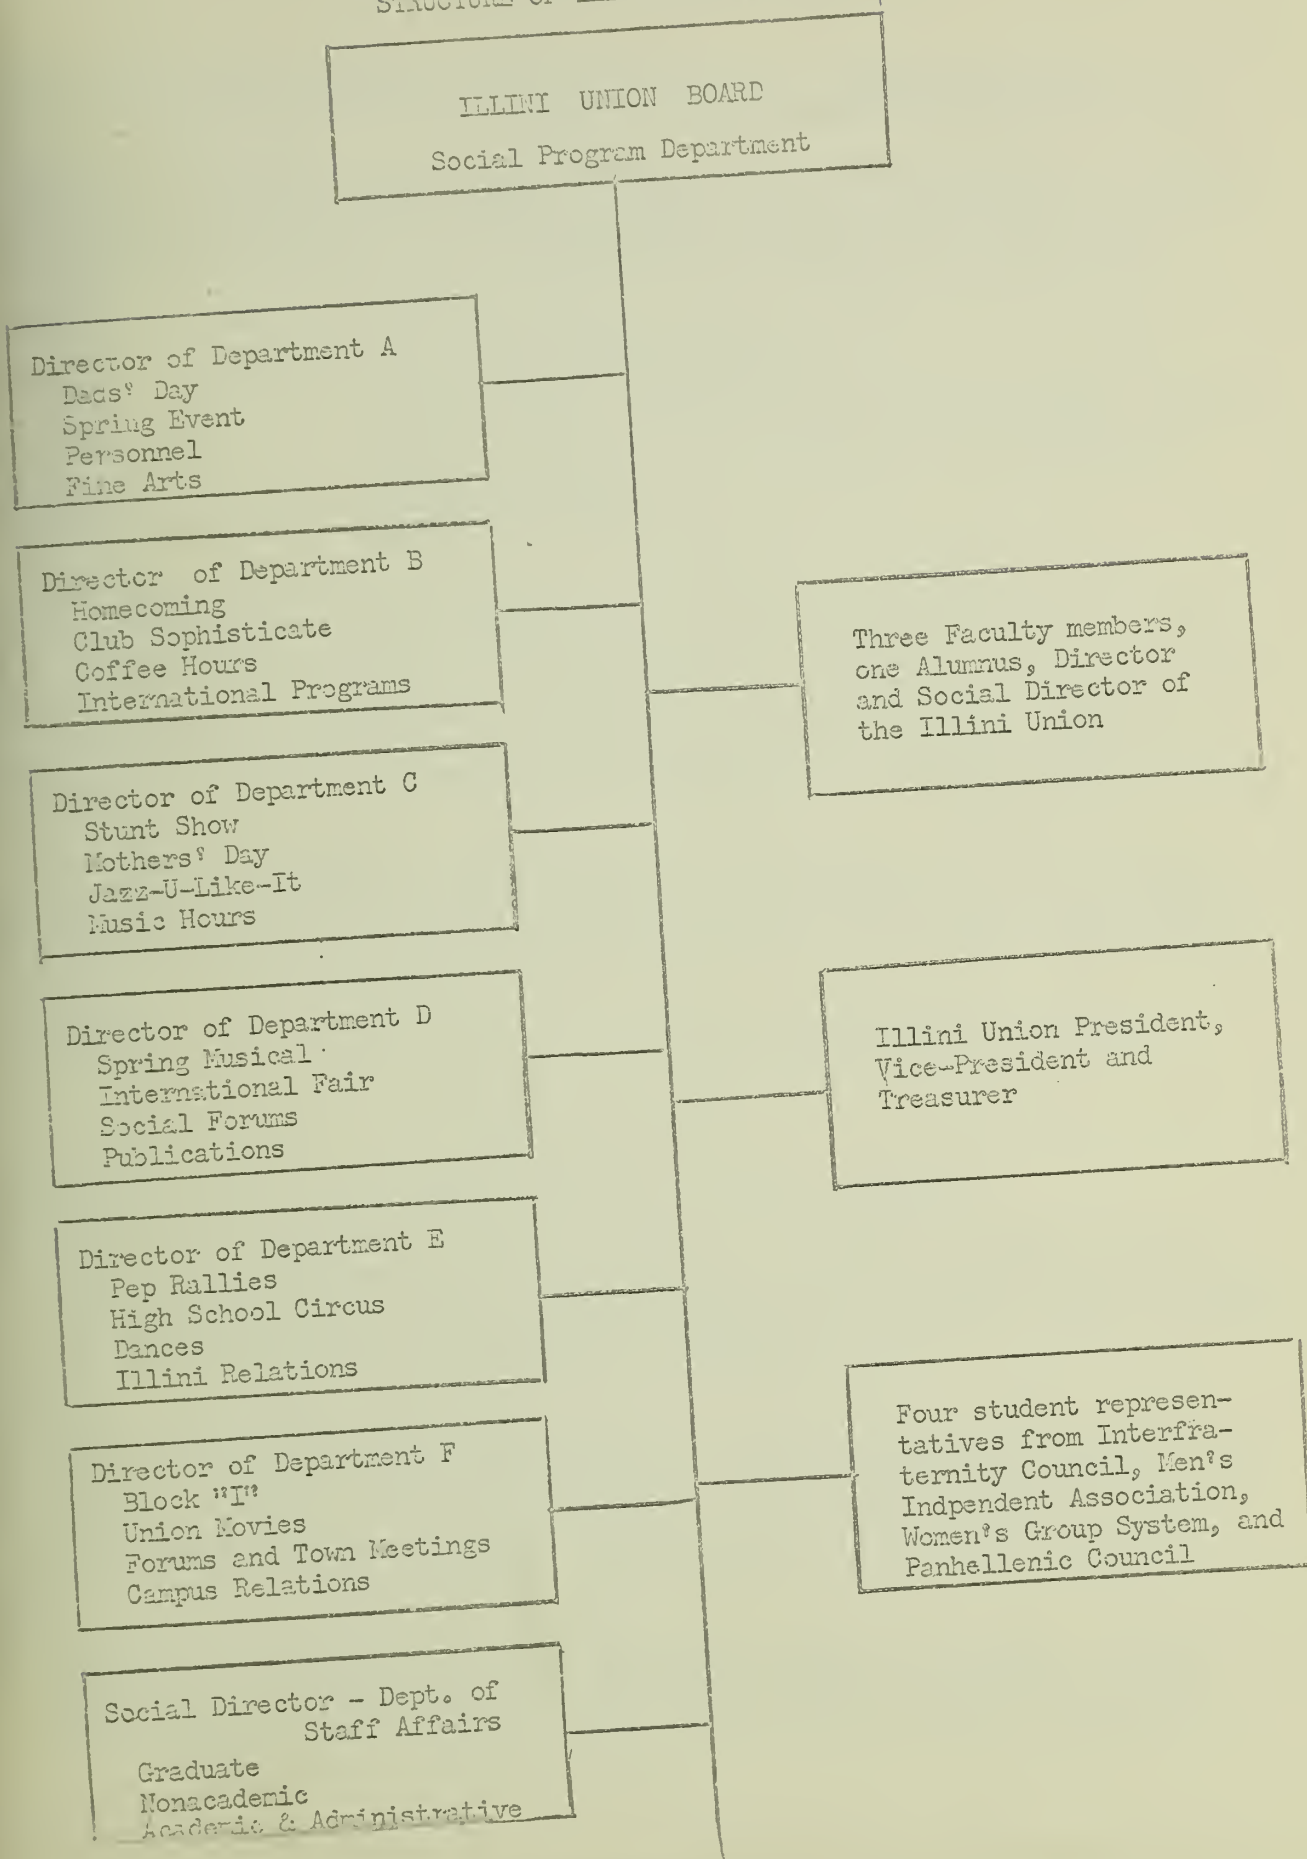 STRUCTURE OF
ILLINI UNION BOARD
Social Program Department
Director of Department A
Dads' Day
Spring Event
Personnel
Fine Arts
Director of Department B
Homecoming
Club Sophisticate
Coffee Hours
International Programs
Three Faculty members,
one Alumnus, Director
and Social Director of
the Illini Union
Director of Department C
Stunt Show
Mothers' Day
Jazz-U-Like-It
Music Hours
Director of Department D
Spring Musical
International Fair
Social Forums
Publications
Illini Union President,
Vice-President and
Treasurer
Director of Department E
Pep Rallies
High School Circus
Dances
Illini Relations
Four student represen-
tatives from Interfra-
ternity Council, Men's
Indpendent Association,
Women's Group System, and
Panhellenic Council
Director of Department F
Block "I"
Union Movies
Forums and Town Meetings
Campus Relations
Social Director - Dept. of
Staff Affairs
Graduate
Nonacademic
Academic & Administrative